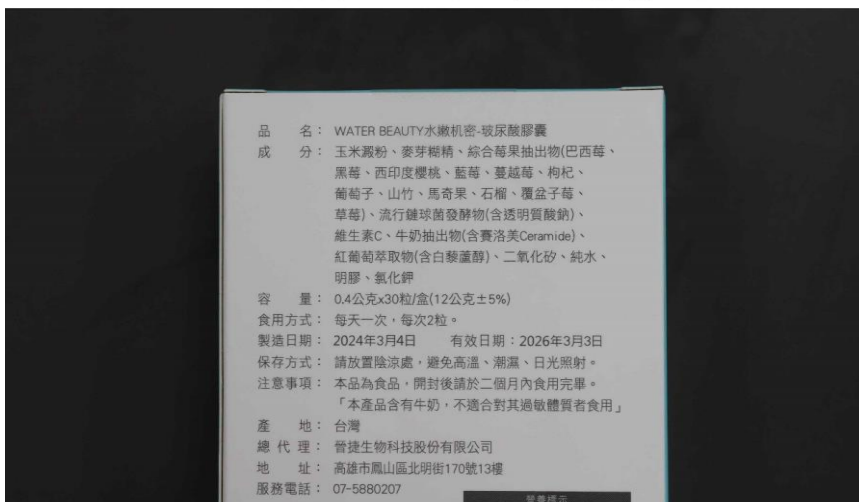 品　　名： WATER BEAUTY水嫩机密-玻尿酸膠囊
成　　分： 玉米澱粉、麥芽糊精、綜合莓果抽出物(巴西莓、
黑莓、西印度櫻桃、藍莓、蔓越莓、枸杞、
葡萄子、山竹、馬奇果、石榴、覆盆子莓、
草莓)、流行鏈球菌發酵物(含透明質酸鈉)、
維生素C、牛奶抽出物(含賽洛美Ceramide)、
紅葡萄萃取物(含白藜蘆醇)、二氧化矽、純水、
明膠、氯化鉀
容　　量： 0.4公克x30粒/盒(12公克±5%)
食用方式： 每天一次，每次2粒。
製造日期： 2024年3月4日　　有效日期：2026年3月3日
保存方式： 請放置陰涼處，避免高溫、潮濕、日光照射。
注意事項： 本品為食品，開封後請於二個月內食用完畢。
「本產品含有牛奶，不適合對其過敏體質者食用」
產　　地： 台灣
總 代 理： 晉捷生物科技股份有限公司
地　　址： 高雄市鳳山區北明街170號13樓
服務電話： 07-5880207
營養標示